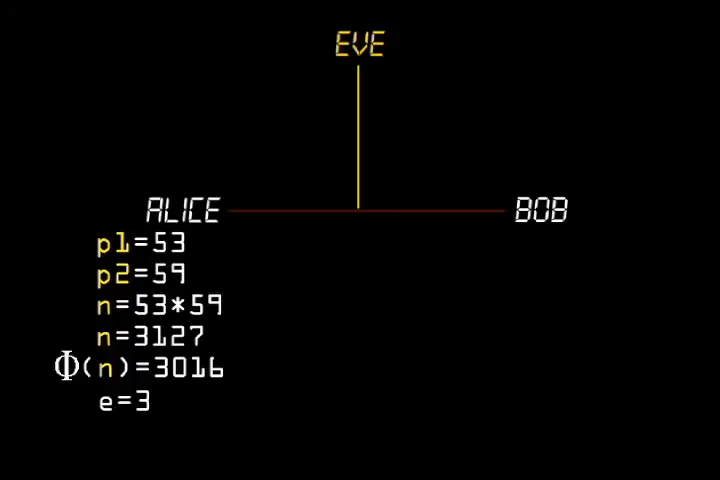 EVE
ALICE
BOB
p1=53
p2=59
n=53*59
n=3127
Φ(n)=3016
e=3